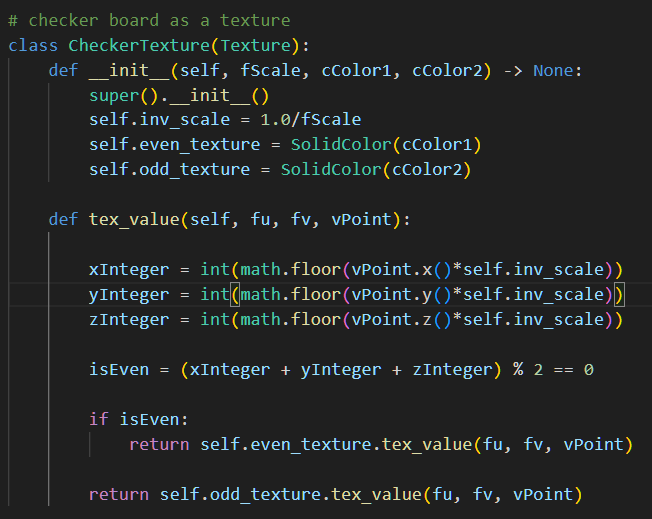 # checker board as a texture
class CheckerTexture(Texture):
    def __init__(self, fScale, cColor1, cColor2) -> None:
        super().__init__()
        self.inv_scale = 1.0/fScale
        self.even_texture = SolidColor(cColor1)
        self.odd_texture = SolidColor(cColor2)

    def tex_value(self, fu, fv, vPoint):

        xInteger = int(math.floor(vPoint.x()*self.inv_scale))
        yInteger = int(math.floor(vPoint.y()*self.inv_scale))
        zInteger = int(math.floor(vPoint.z()*self.inv_scale))

        isEven = (xInteger + yInteger + zInteger) % 2 == 0

        if isEven:
            return self.even_texture.tex_value(fu, fv, vPoint)

        return self.odd_texture.tex_value(fu, fv, vPoint)